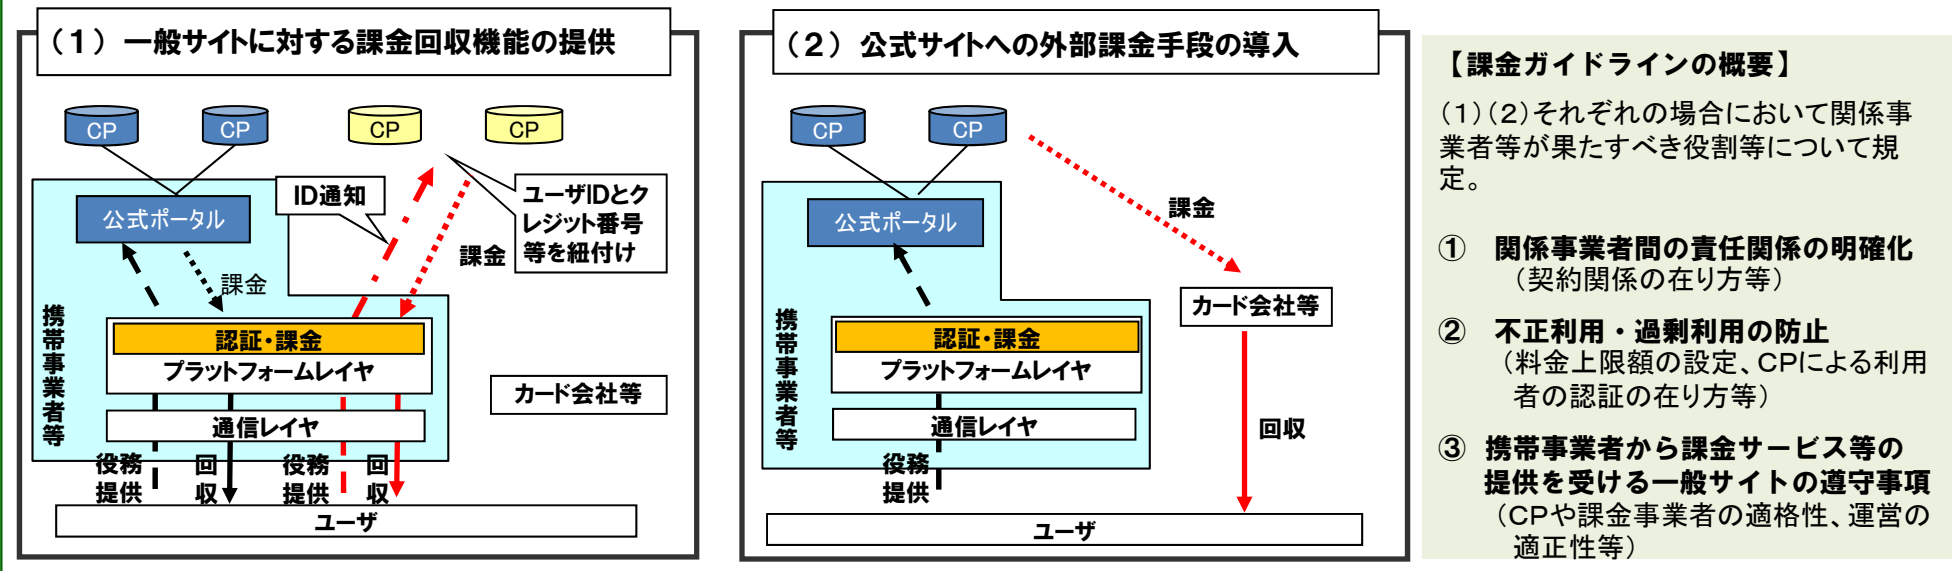 （１）一般サイトに対する課金回収機能の提供
CP
CP
CP
CP
ID通知
ユーザIDとク
レジット番号
等を紐付け
公式ポータル
課金
課金
携帯事業者等
認証・課金
プラットフォームレイヤ
カード会社等
通信レイヤ
役務
提供
回
収
役務
提供
回
収
ユーザ
（２）公式サイトへの外部課金手段の導入
CP
CP
課金
公式ポータル
カード会社等
携帯事業者等
認証・課金
プラットフォームレイヤ
通信レイヤ
回収
役務
提供
ユーザ
【課金ガイドラインの概要】
（１）（２）それぞれの場合において関係事
業者等が果たすべき役割等について規
定。
① 関係事業者間の責任関係の明確化
（契約関係の在り方等）
② 不正利用・過剰利用の防止
（料金上限額の設定、CPによる利用
者の認証の在り方等）
③ 携帯事業者から課金サービス等の
提供を受ける一般サイトの遵守事項
（CPや課金事業者の適格性、運営の
適正性等）